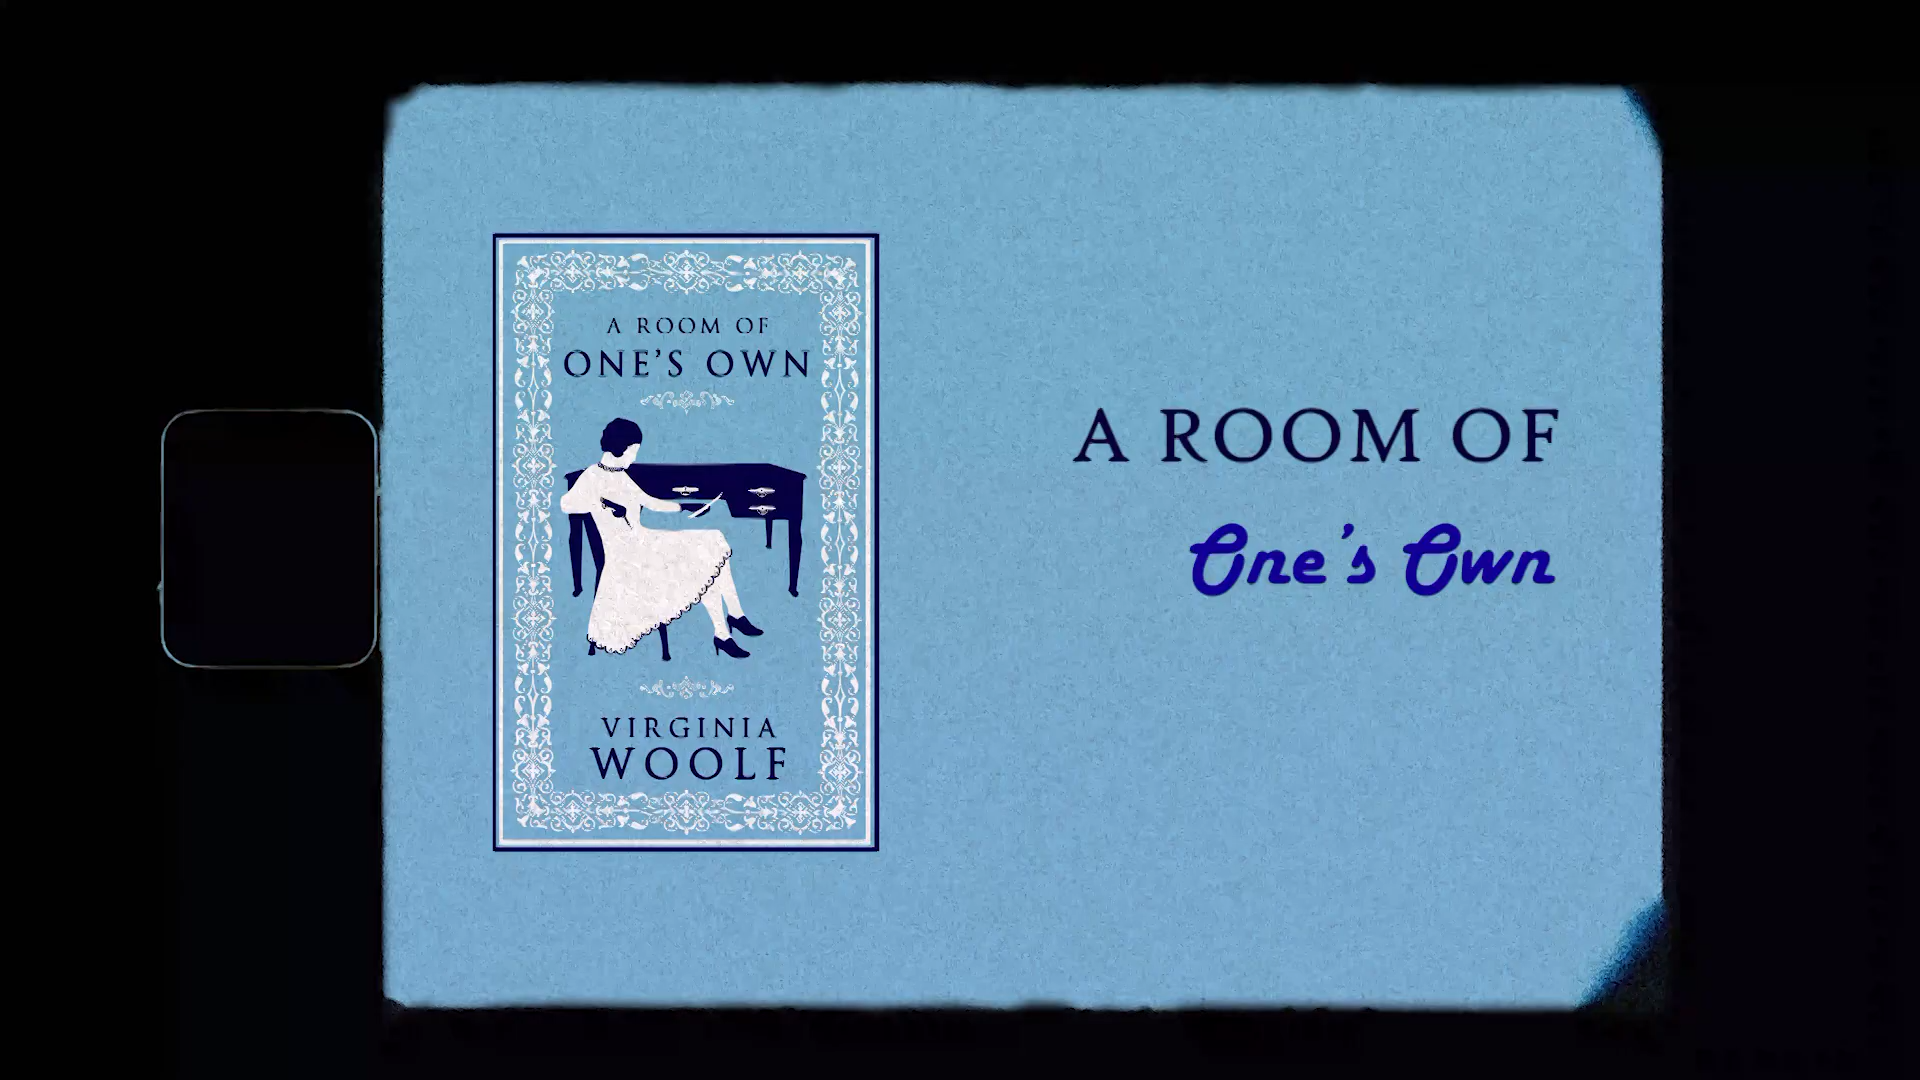 A ROOM OF
ONE'S OWN
VIRGINIA
WOOLF
A ROOM OF
One's Own